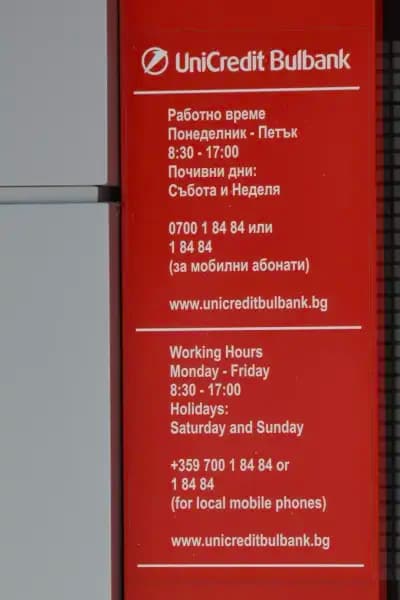 UniCredit Bulbank
Работно време
Понеделник - Петък
8:30 - 17:00
Почивни дни:
Събота и Неделя
0700 1 84 84 или
1 84 84
(за мобилни абонати)
www.unicreditbulbank.bg
Working Hours
Monday - Friday
8:30 - 17:00
Holidays:
Saturday and Sunday
+359 700 1 84 84 or
1 84 84
(for local mobile phones)
www.unicreditbulbank.bg